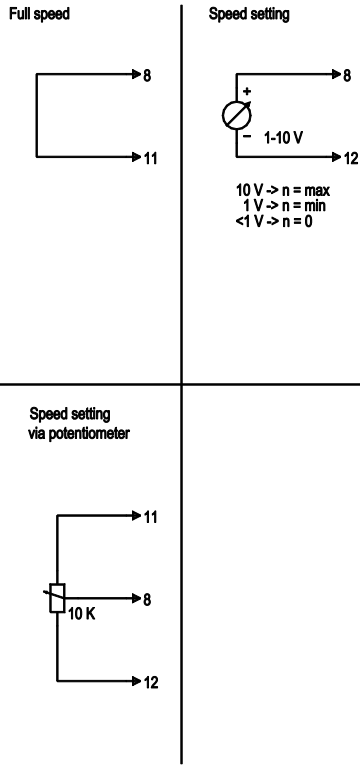 Full speed
8
11
Speed setting
8
+
−
1-10 V
12
10 V -> n = max
1 V -> n = min
<1 V -> n = 0
Speed setting
via potentiometer
11
8
10 K
12